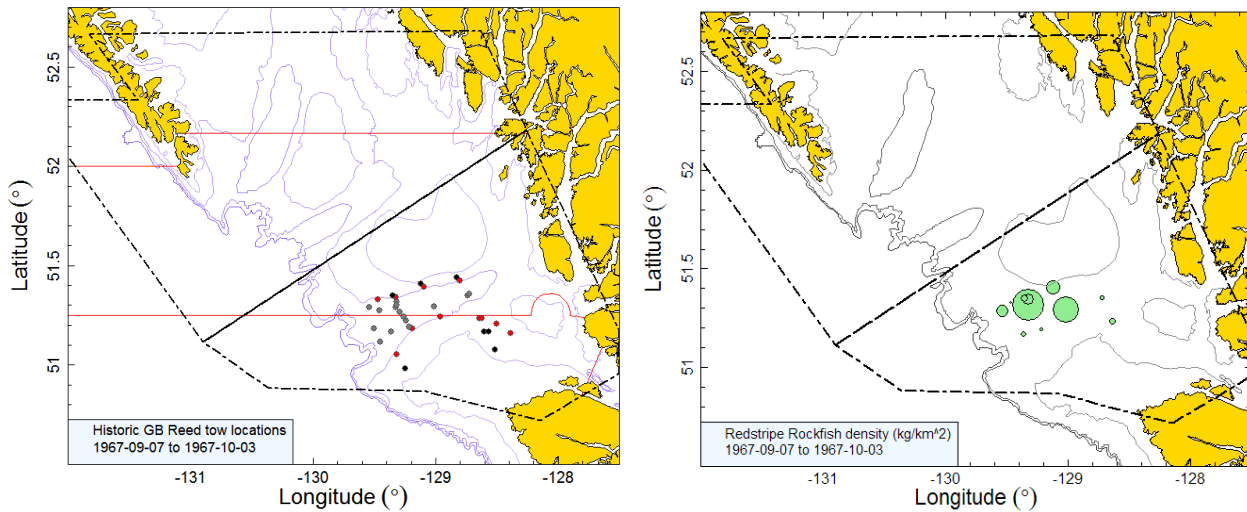 52.5
52
51.5
51
Latitude (°)
Historic GB Reed tow locations
1967-09-07 to 1967-10-03
-131
-130
-129
-128
Longitude (°)
52.5
52
51.5
51
Latitude (°)
Redstripe Rockfish density (kg/km^2)
1967-09-07 to 1967-10-03
-131
-130
-129
-128
Longitude (°)